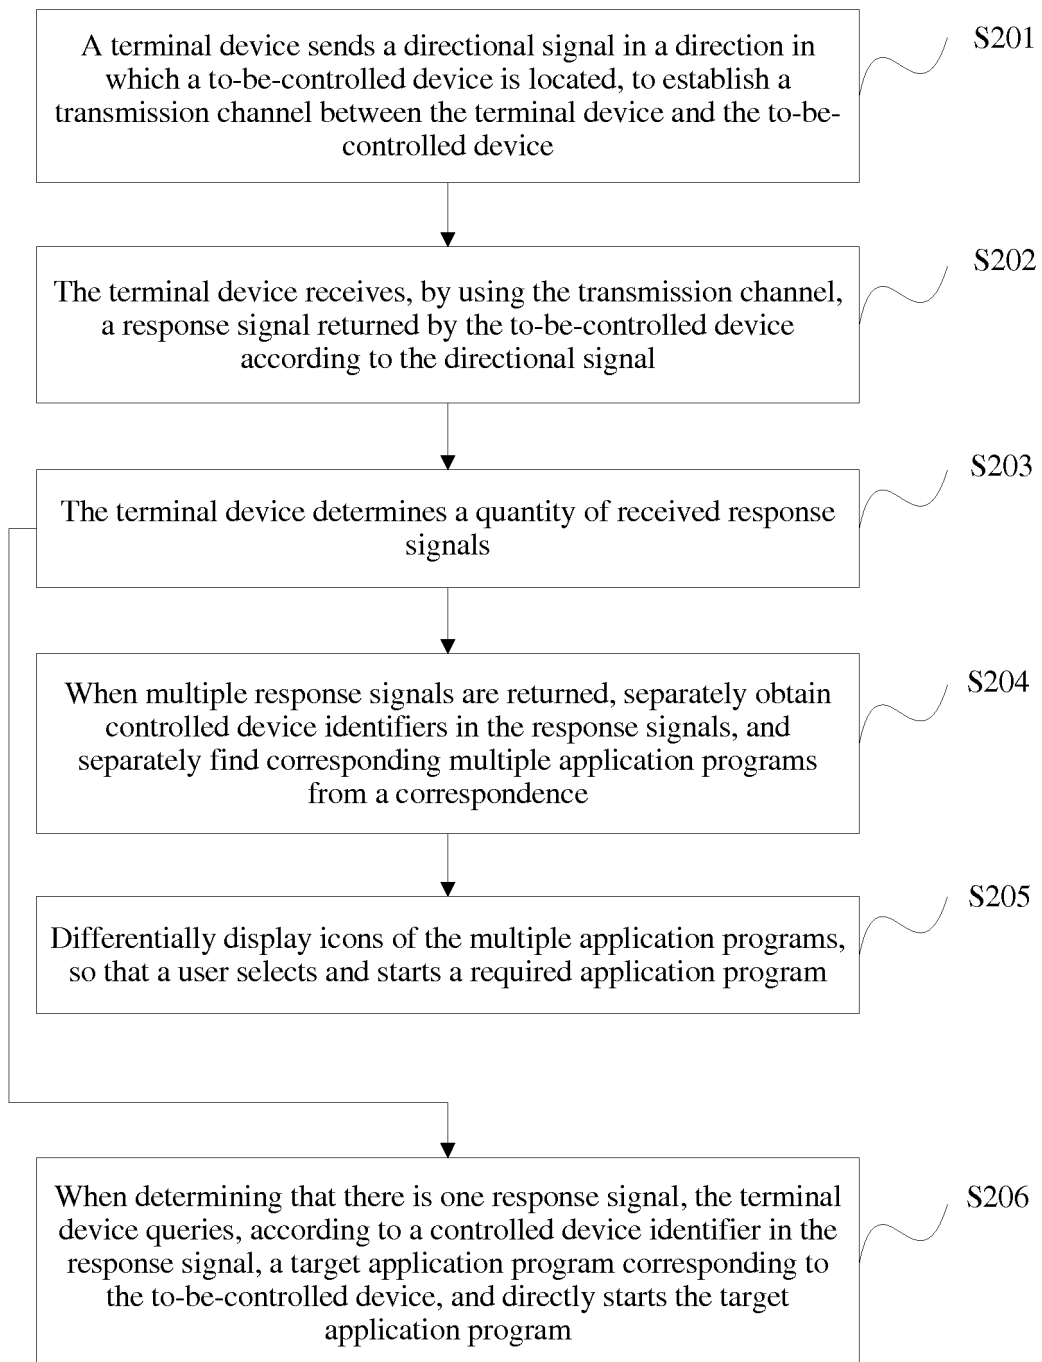 A terminal device sends a directional signal in a direction in
which a to-be-controlled device is located, to establish a
transmission channel between the terminal device and the to-be-
controlled device
S201
The terminal device receives, by using the transmission channel,
a response signal returned by the to-be-controlled device
according to the directional signal
S202
The terminal device determines a quantity of received response
signals
S203
When multiple response signals are returned, separately obtain
controlled device identifiers in the response signals, and
separately find corresponding multiple application programs
from a correspondence
S204
Differentially display icons of the multiple application programs,
so that a user selects and starts a required application program
S205
When determining that there is one response signal, the terminal
device queries, according to a controlled device identifier in the
response signal, a target application program corresponding to
the to-be-controlled device, and directly starts the target
application program
S206